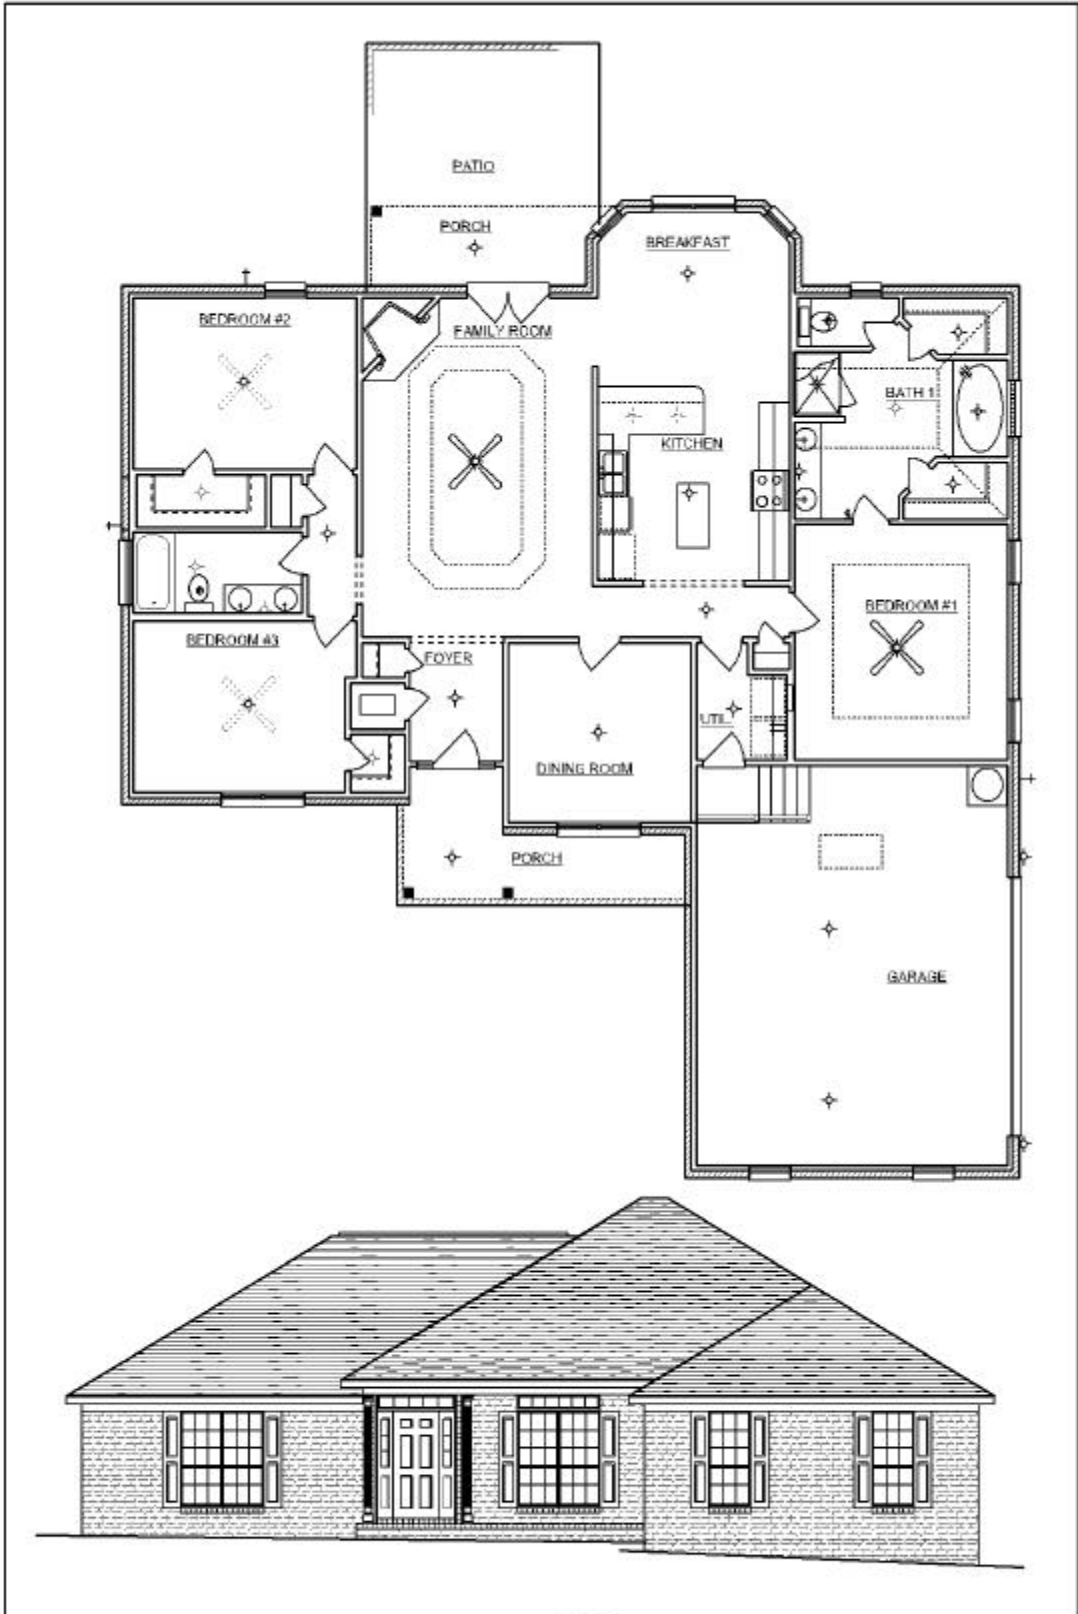 PATIO
PORCH
BREAKFAST
BEDROOM #2
FAMILY ROOM
BATH 1
KITCHEN
BEDROOM #1
BEDROOM #3
FOYER
UTIL
DINING ROOM
PORCH
GARAGE